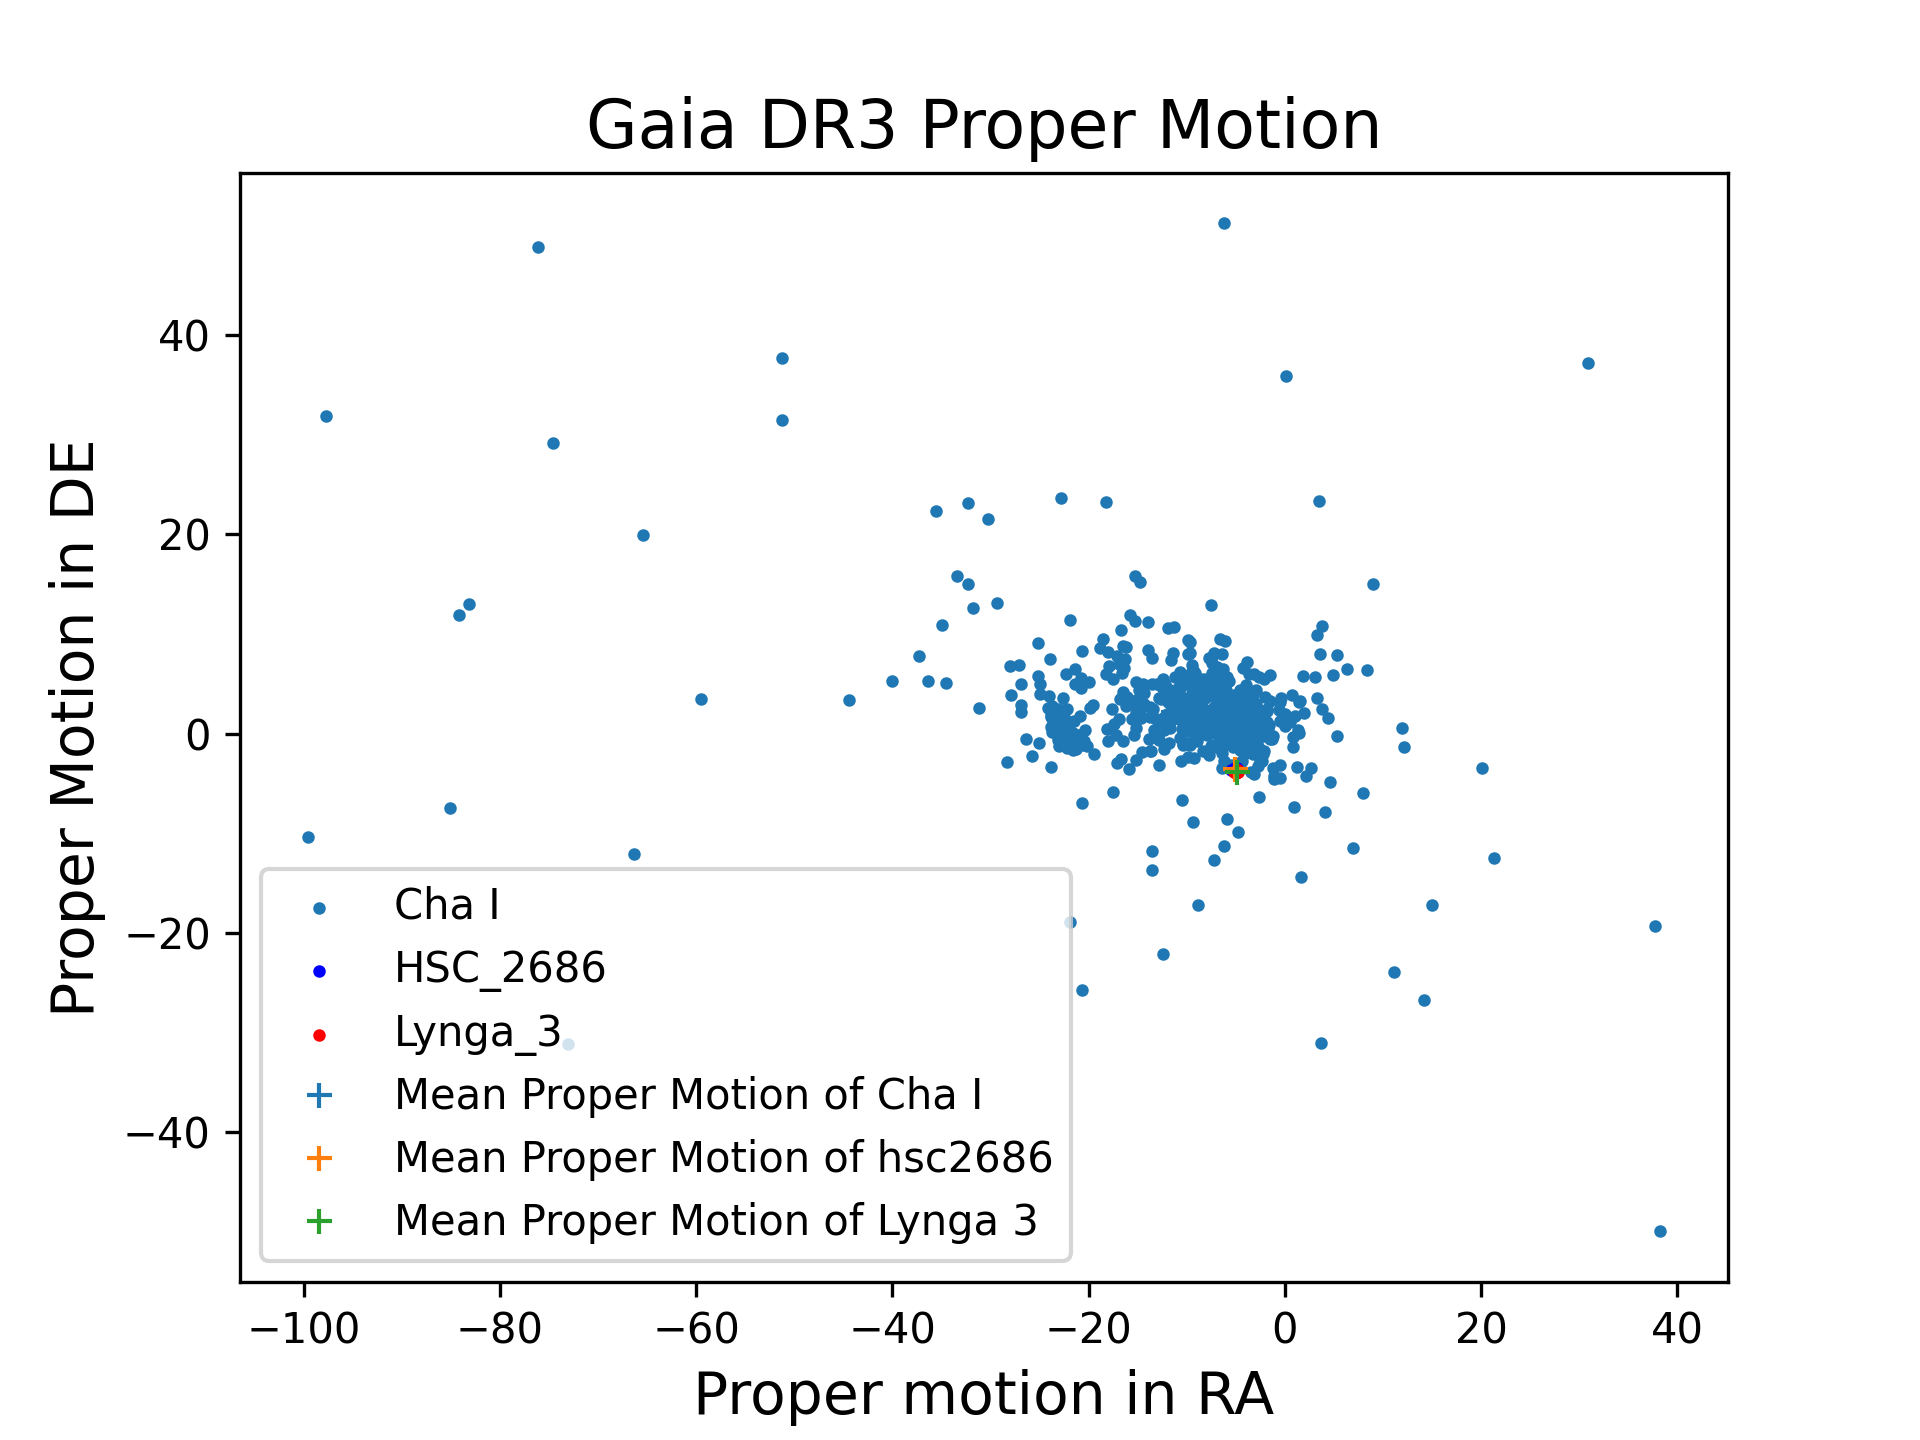 Gaia DR3 Proper Motion
Proper Motion in DE
40
20
0
−20
−40
Cha I
HSC_2686
Lynga_3
Mean Proper Motion of Cha I
Mean Proper Motion of hsc2686
Mean Proper Motion of Lynga 3
−100 −80 −60 −40 −20 0 20 40
Proper motion in RA